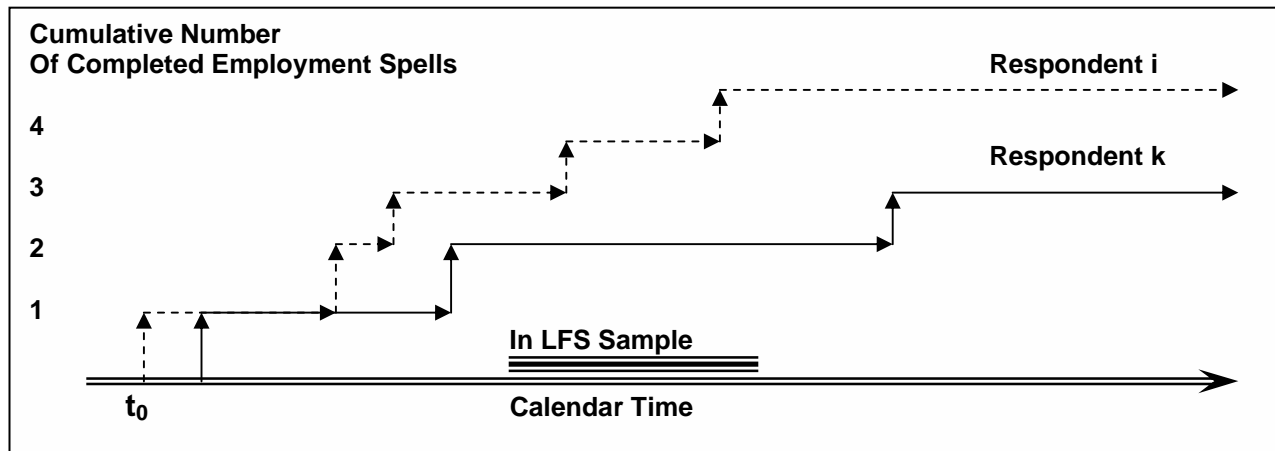 Cumulative Number
Of Completed Employment Spells
Respondent i
4
Respondent k
3
2
1
In LFS Sample
t₀
Calendar Time